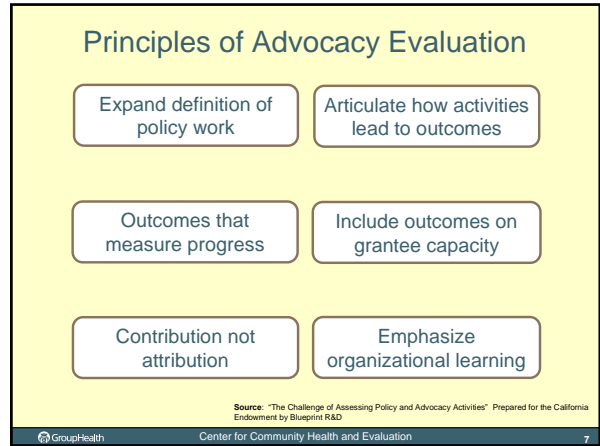 Principles of Advocacy Evaluation
Expand definition of
policy work
Articulate how activities
lead to outcomes
Outcomes that
measure progress
Include outcomes on
grantee capacity
Contribution not
attribution
Emphasize
organizational learning
Source: "The Challenge of Assessing Policy and Advocacy Activities" Prepared for the California
Endowment by Blueprint R&D
GroupHealth
Center for Community Health and Evaluation
7